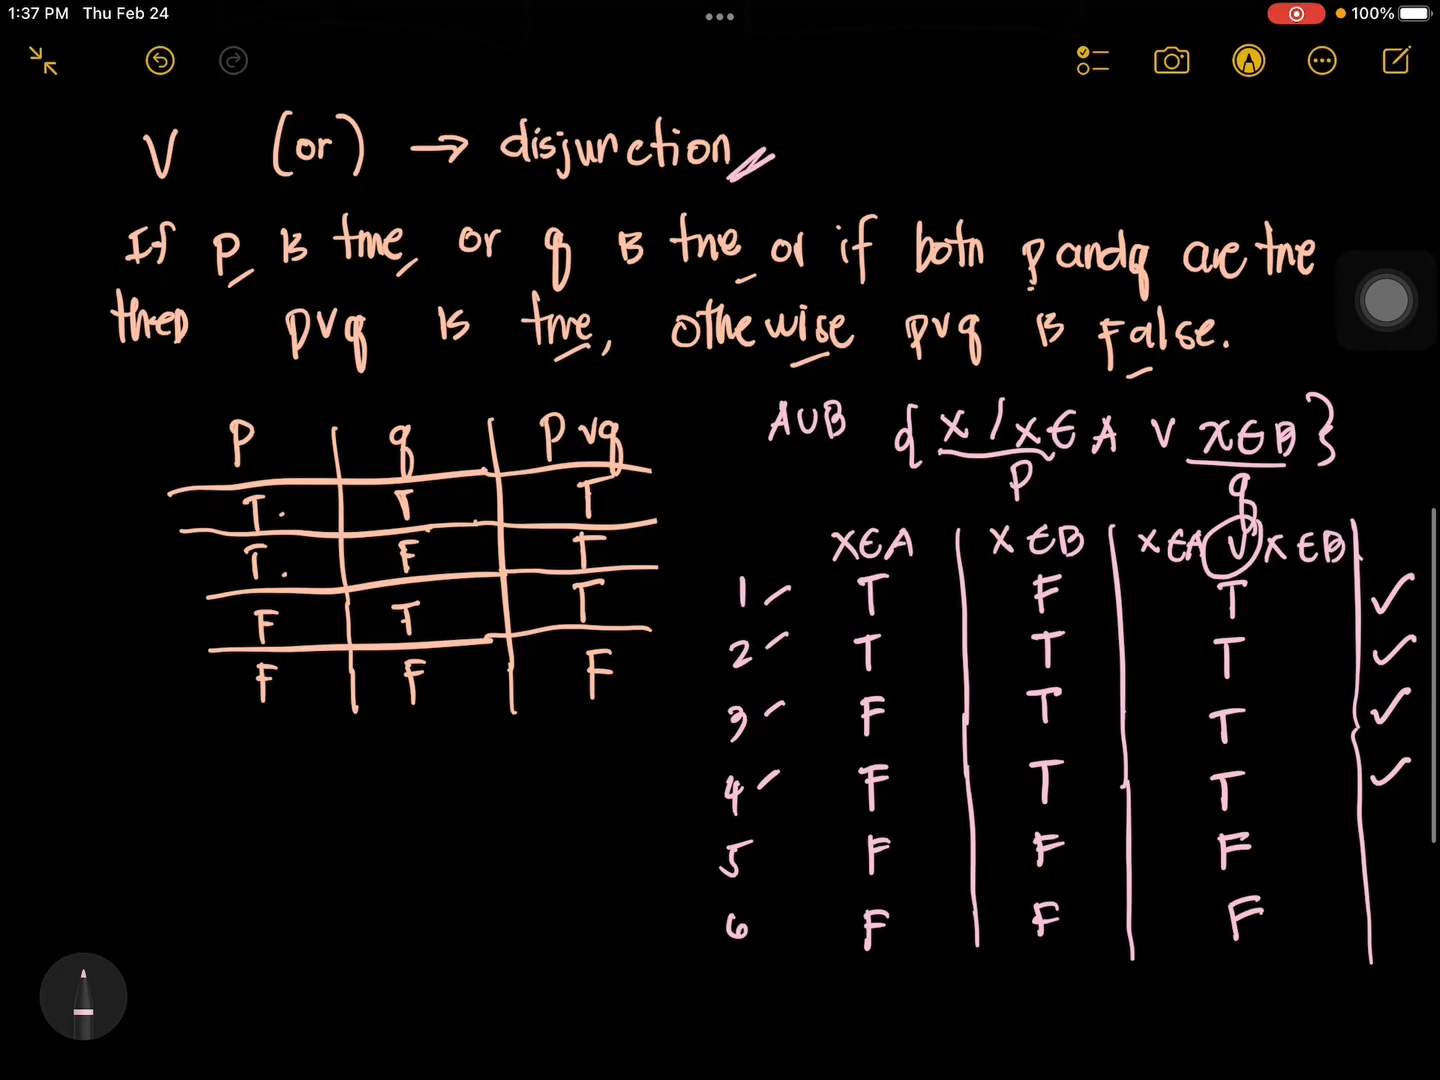 1:37 PM Thu Feb 24
100%
V (or) → disjunction
If p is true, or q is true or if both p and q are true
then p∨q is true, otherwise p∨q is False.
p q p∨q
T T T
T F T
F T T
F F F
A∪B { x / x∈A ∨ x∈B }
p q
x∈A x∈B x∈A ∨ x∈B
1 T F T ✓
2 T T T ✓
3 F T T ✓
4 F T T ✓
5 F F F
6 F F F